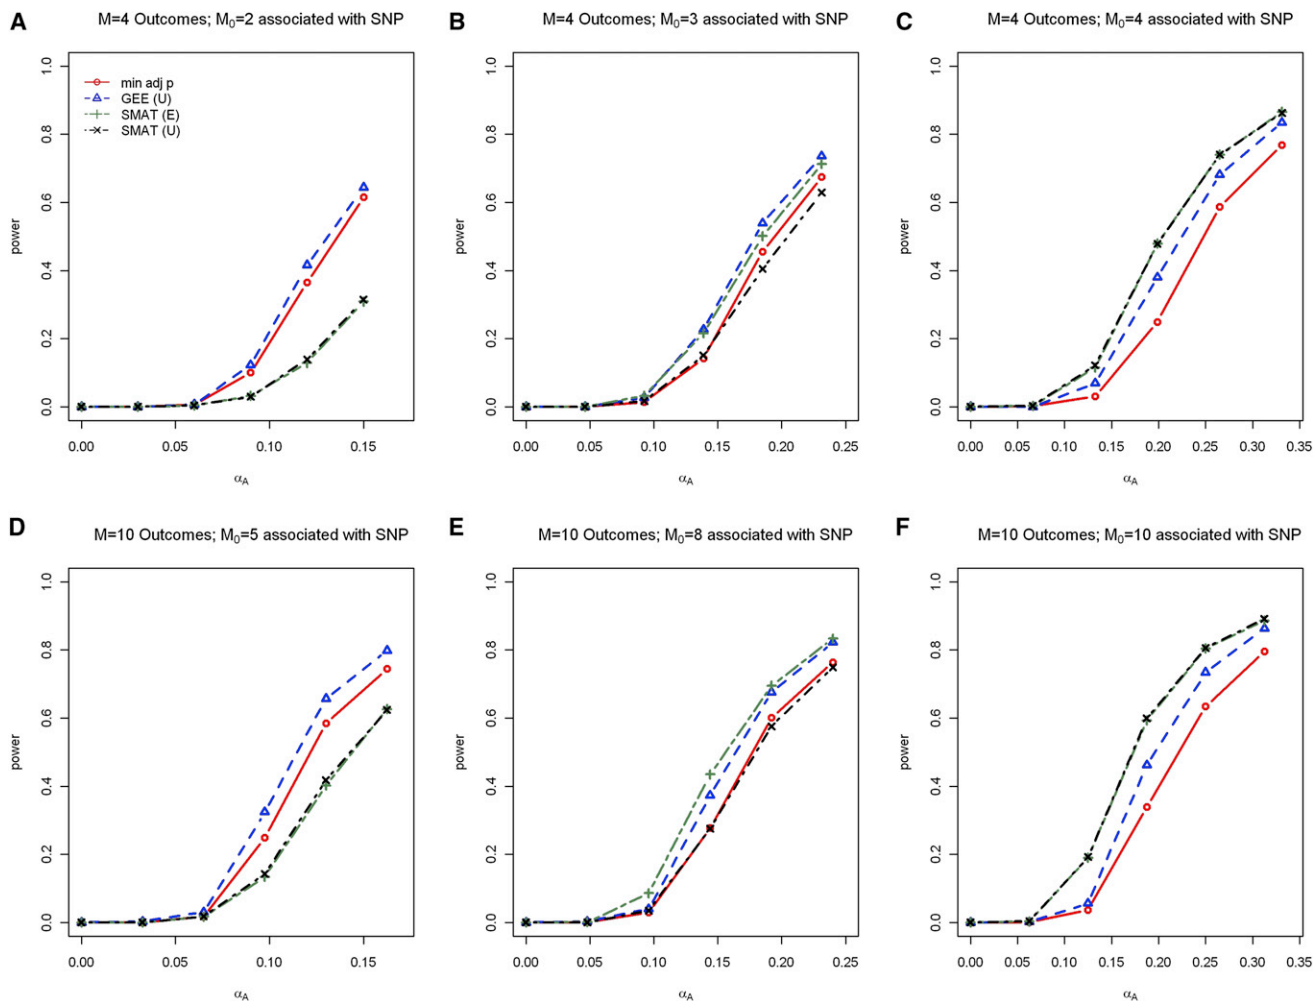 A
M=4 Outcomes; M₀=2 associated with SNP
power
1.0
0.8
0.6
0.4
0.2
0.0
min adj p
GEE (U)
SMAT (E)
SMAT (U)
0.00 0.05 0.10 0.15
α_A
B
M=4 Outcomes; M₀=3 associated with SNP
power
1.0
0.8
0.6
0.4
0.2
0.0
0.00 0.05 0.10 0.15 0.20 0.25
α_A
C
M=4 Outcomes; M₀=4 associated with SNP
power
1.0
0.8
0.6
0.4
0.2
0.0
0.00 0.05 0.10 0.15 0.20 0.25 0.30 0.35
α_A
D
M=10 Outcomes; M₀=5 associated with SNP
power
1.0
0.8
0.6
0.4
0.2
0.0
0.00 0.05 0.10 0.15
α_A
E
M=10 Outcomes; M₀=8 associated with SNP
power
1.0
0.8
0.6
0.4
0.2
0.0
0.00 0.05 0.10 0.15 0.20 0.25
α_A
F
M=10 Outcomes; M₀=10 associated with SNP
power
1.0
0.8
0.6
0.4
0.2
0.0
0.00 0.05 0.10 0.15 0.20 0.25 0.30 0.35
α_A